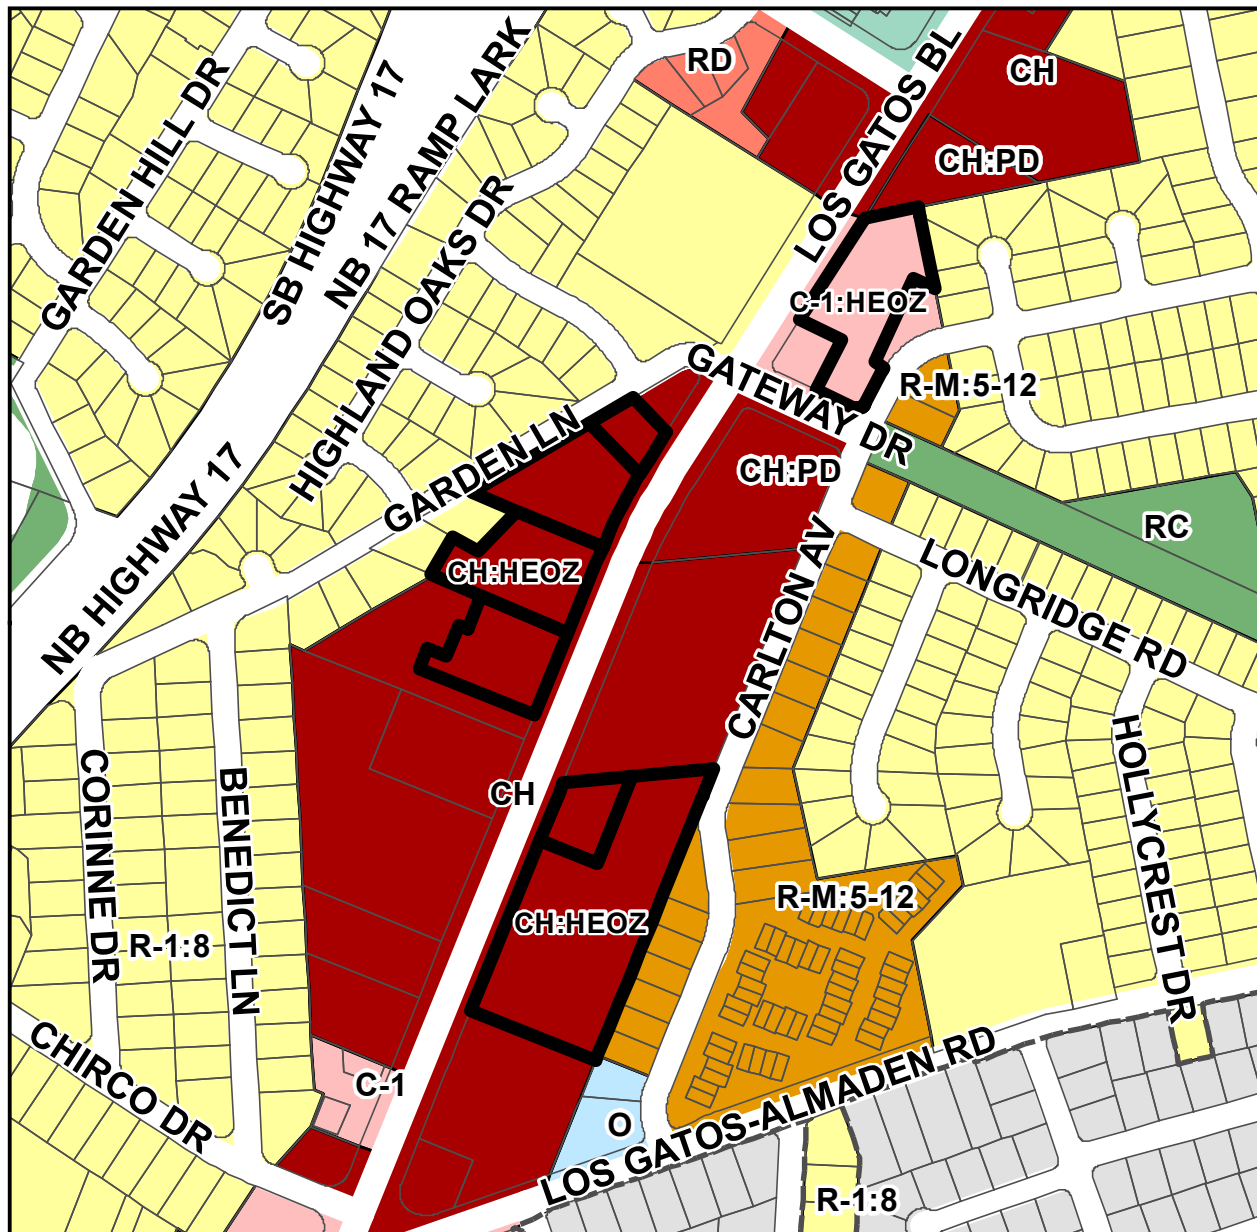 RD
CH
GARDEN HILL DR
SB HIGHWAY 17
NB 17 RAMP LARK
LOS GATOS BL
CH:PD
HIGHLAND OAKS DR
C-1:HEOZ
GATEWAY DR
R-M:5-12
GARDEN LN
CH:PD
RC
NB HIGHWAY 17
CH:HEOZ
CARLTON AV
LONGRIDGE RD
CORINNE DR
BENEDICT LN
CH
HOLLYCREST DR
R-M:5-12
CH:HEOZ
R-1:8
CHIRCO DR
C-1
O
LOS GATOS-ALMADEN RD
R-1:8